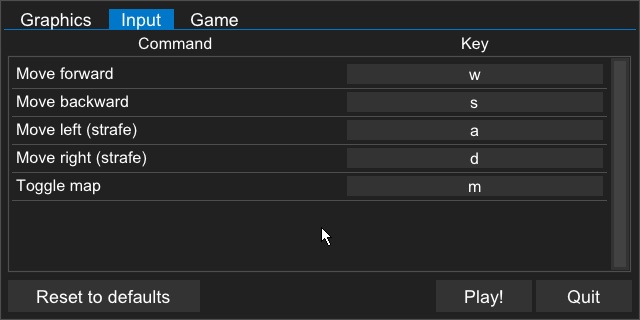 Graphics Input Game
Command Key
Move forward w
Move backward s
Move left (strafe) a
Move right (strafe) d
Toggle map m
Reset to defaults Play! Quit